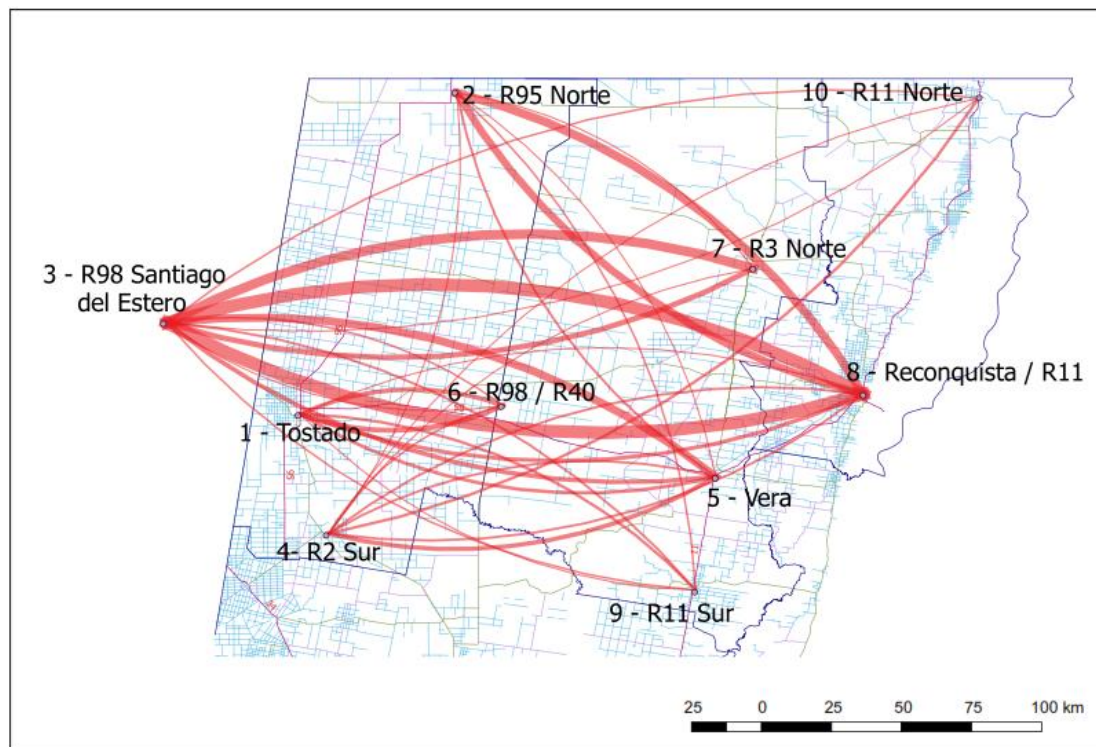 2 - R95 Norte
10 - R11 Norte
7 - R3 Norte
3 - R98 Santiago
del Estero
8 - Reconquista / R11
6 - R98 / R40
1 - Tostado
5 - Vera
4- R2 Sur
9 - R11 Sur
25 0 25 50 75 100 km